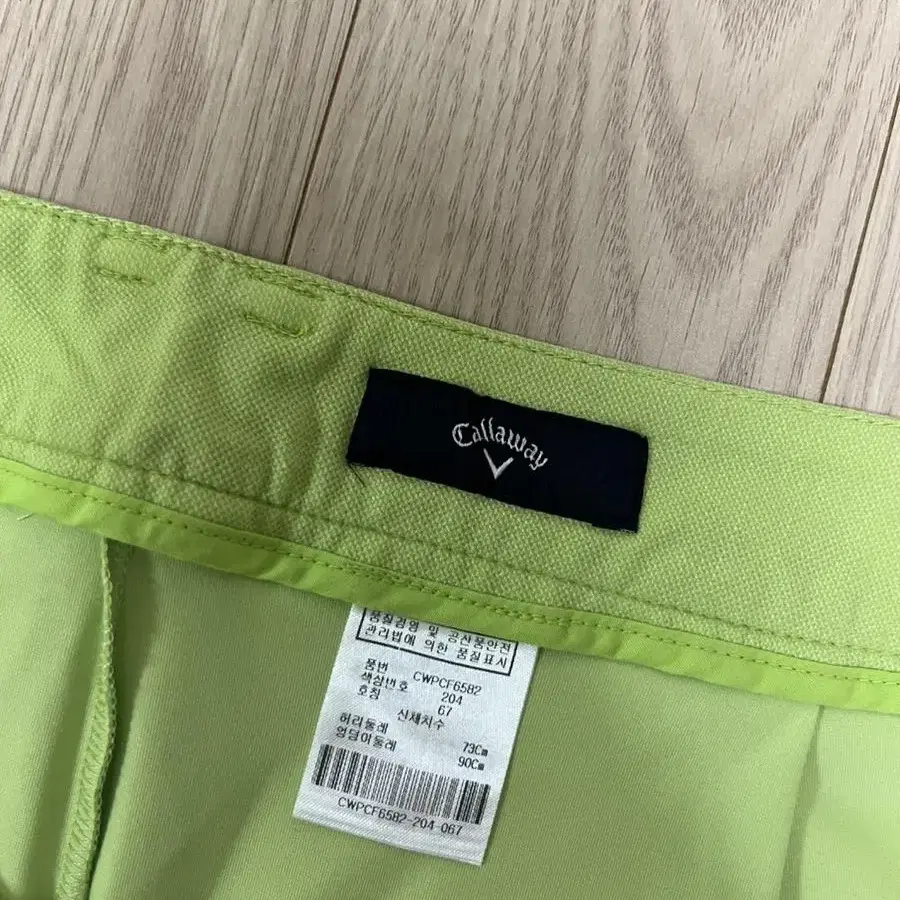 Callaway
품질경영 및 공산품안전
관리법에 의한 품질표시
품번 CWPCF6582
색상번호 204
호칭 67
신체치수
허리둘레 73Cm
엉덩이둘레 90Cm
CWPCF6582-204-067